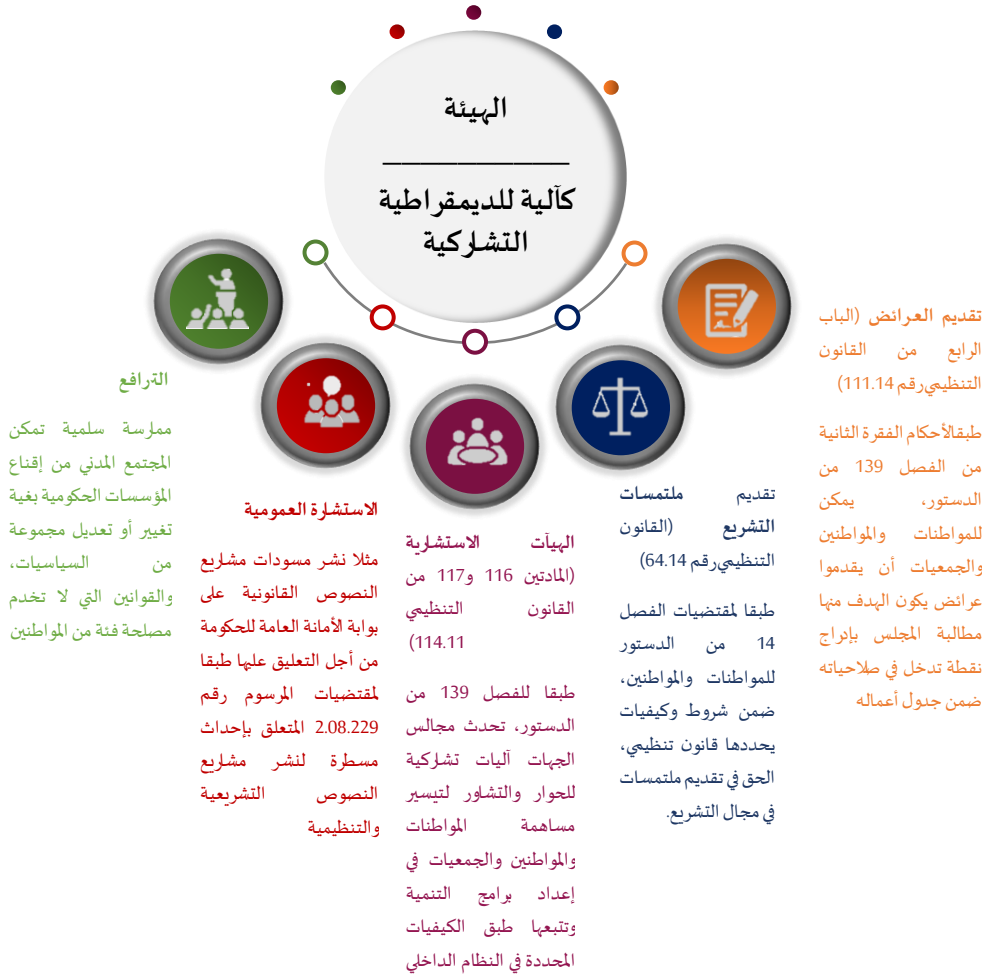 الهيئة
كآلية للديمقراطية
التشاركية
تقديم العرائض (الباب
الرابع من القانون
التنظيمي رقم 111.14)
طبقا لأحكام الفقرة الثانية
من الفصل 139 من
الدستور، يمكن
للمواطنات والمواطنين
والجمعيات أن يقدموا
عرائض يكون الهدف منها
مطالبة المجلس بإدراج
نقطة تدخل في صلاحياته
ضمن جدول أعماله
تقديم ملتمسات
التشريع (القانون
التنظيمي رقم 64.14)
طبقا لمقتضيات الفصل
14 من الدستور
للمواطنات والمواطنين،
ضمن شروط وكيفيات
يحددها قانون تنظيمي،
الحق في تقديم ملتمسات
في مجال التشريع.
الهيآت الاستشارية
(المادتين 116 و117 من
القانون التنظيمي
114.11)
طبقا للفصل 139 من
الدستور، تحدث مجالس
الجهات آليات تشاركية
للحوار والتشاور لتيسير
مساهمة المواطنات
والمواطنين والجمعيات في
إعداد برامج التنمية
وتتبعها طبق الكيفيات
المحددة في النظام الداخلي
الاستشارة العمومية
مثلا نشر مسودات مشاريع
النصوص القانونية على
بوابة الأمانة العامة للحكومة
من أجل التعليق عليها طبقا
لمقتضيات المرسوم رقم
2.08.229 المتعلق بإحداث
مسطرة لنشر مشاريع
النصوص التشريعية
والتنظيمية
الترافع
ممارسة سلمية تمكن
المجتمع المدني من إقناع
المؤسسات الحكومية بغية
تغيير أو تعديل مجموعة
من السياسيات،
والقوانين التي لا تخدم
مصلحة فئة من المواطنين